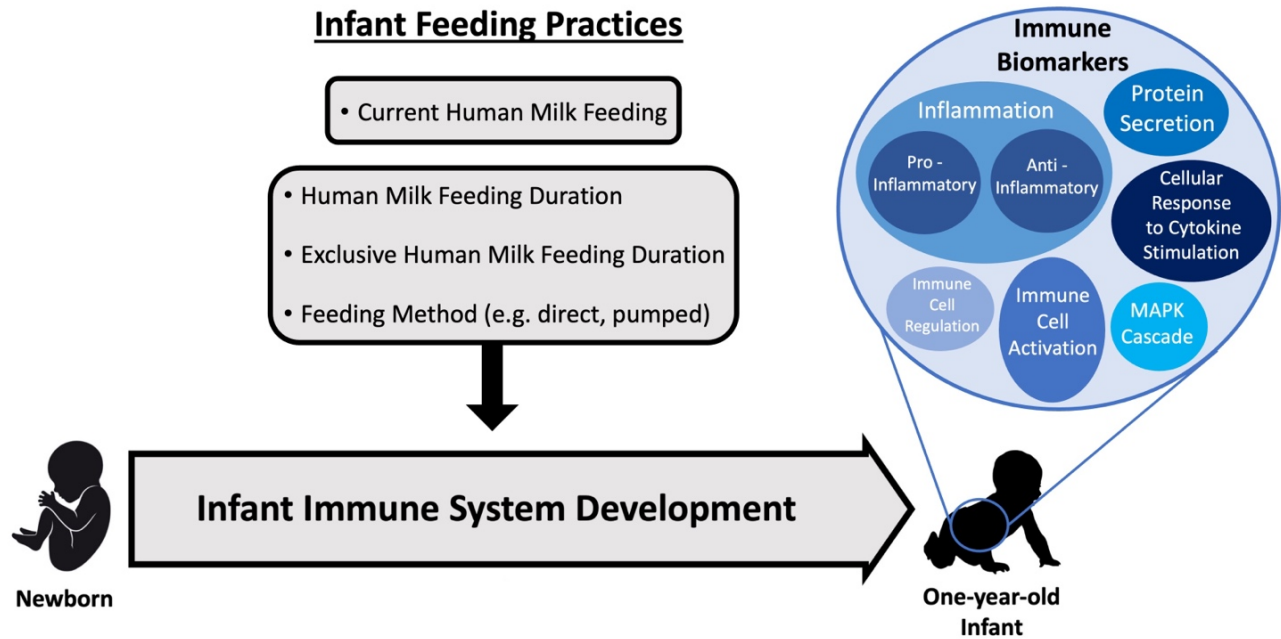 Infant Feeding Practices
• Current Human Milk Feeding
• Human Milk Feeding Duration
• Exclusive Human Milk Feeding Duration
• Feeding Method (e.g. direct, pumped)
Immune
Biomarkers
Inflammation
Pro -
Inflammatory
Anti -
Inflammatory
Protein
Secretion
Cellular
Response
to Cytokine
Stimulation
Immune
Cell
Regulation
Immune
Cell
Activation
MAPK
Cascade
Infant Immune System Development
Newborn
One-year-old
Infant